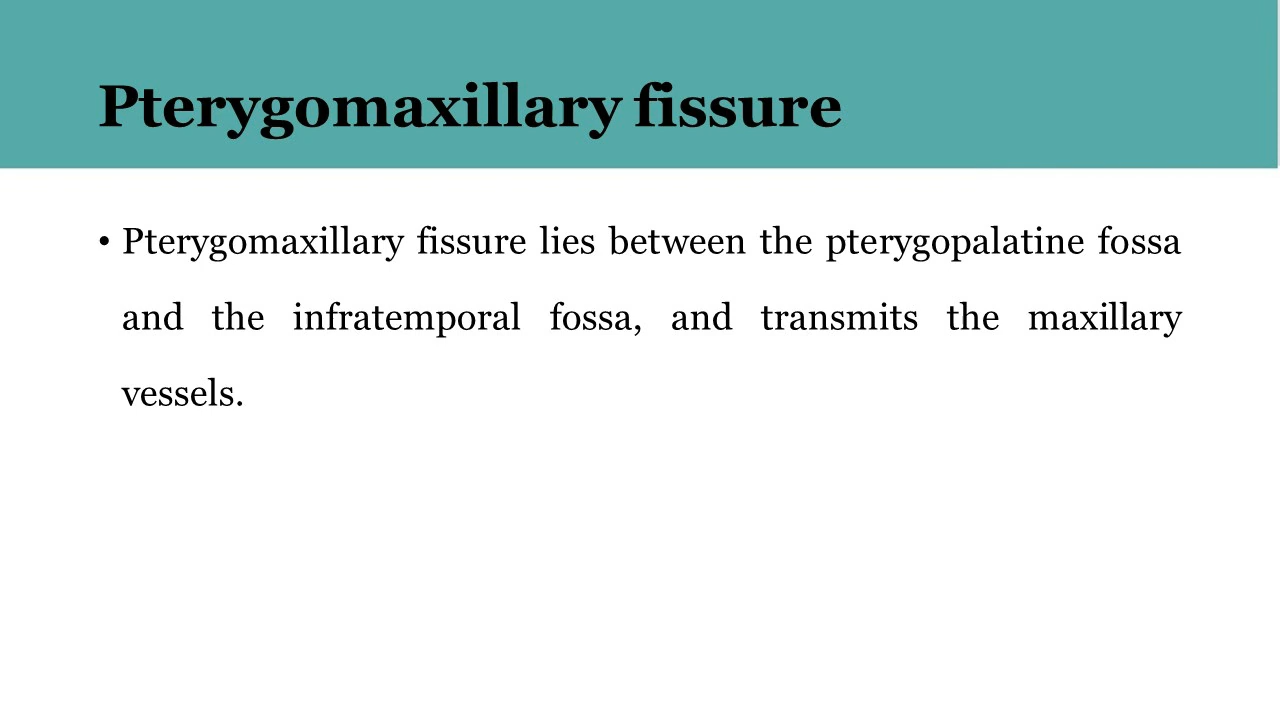 Pterygomaxillary fissure
• Pterygomaxillary fissure lies between the pterygopalatine fossa
and the infratemporal fossa, and transmits the maxillary
vessels.